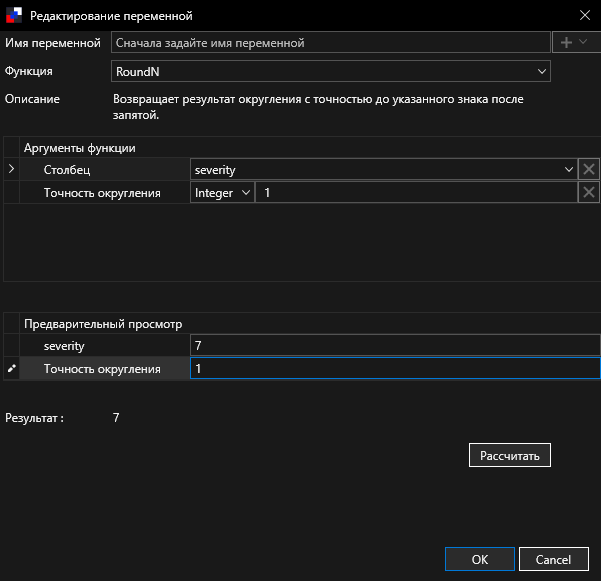 Редактирование переменной
Имя переменной Сначала задайте имя переменной
Функция RoundN
Описание Возвращает результат округления с точностью до указанного знака после
запятой.
Аргументы функции
Столбец severity
Точность округления Integer 1
Предварительный просмотр
severity 7
Точность округления 1
Результат : 7
Рассчитать
OK Cancel